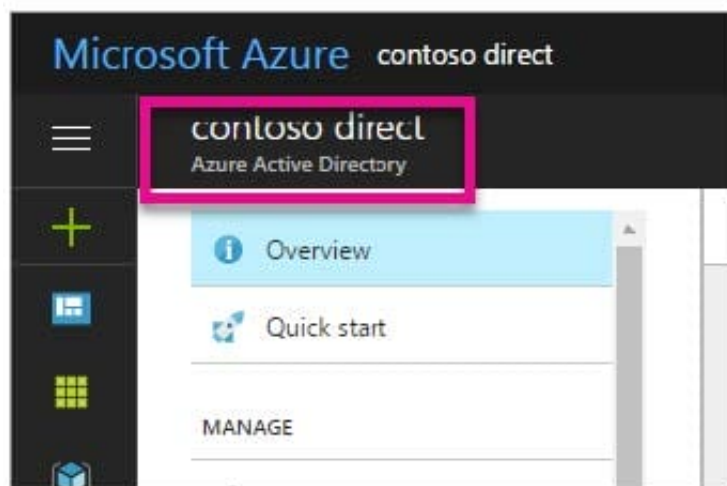 Microsoft Azure contoso direct
contoso direct
Azure Active Directory
Overview
Quick start
MANAGE